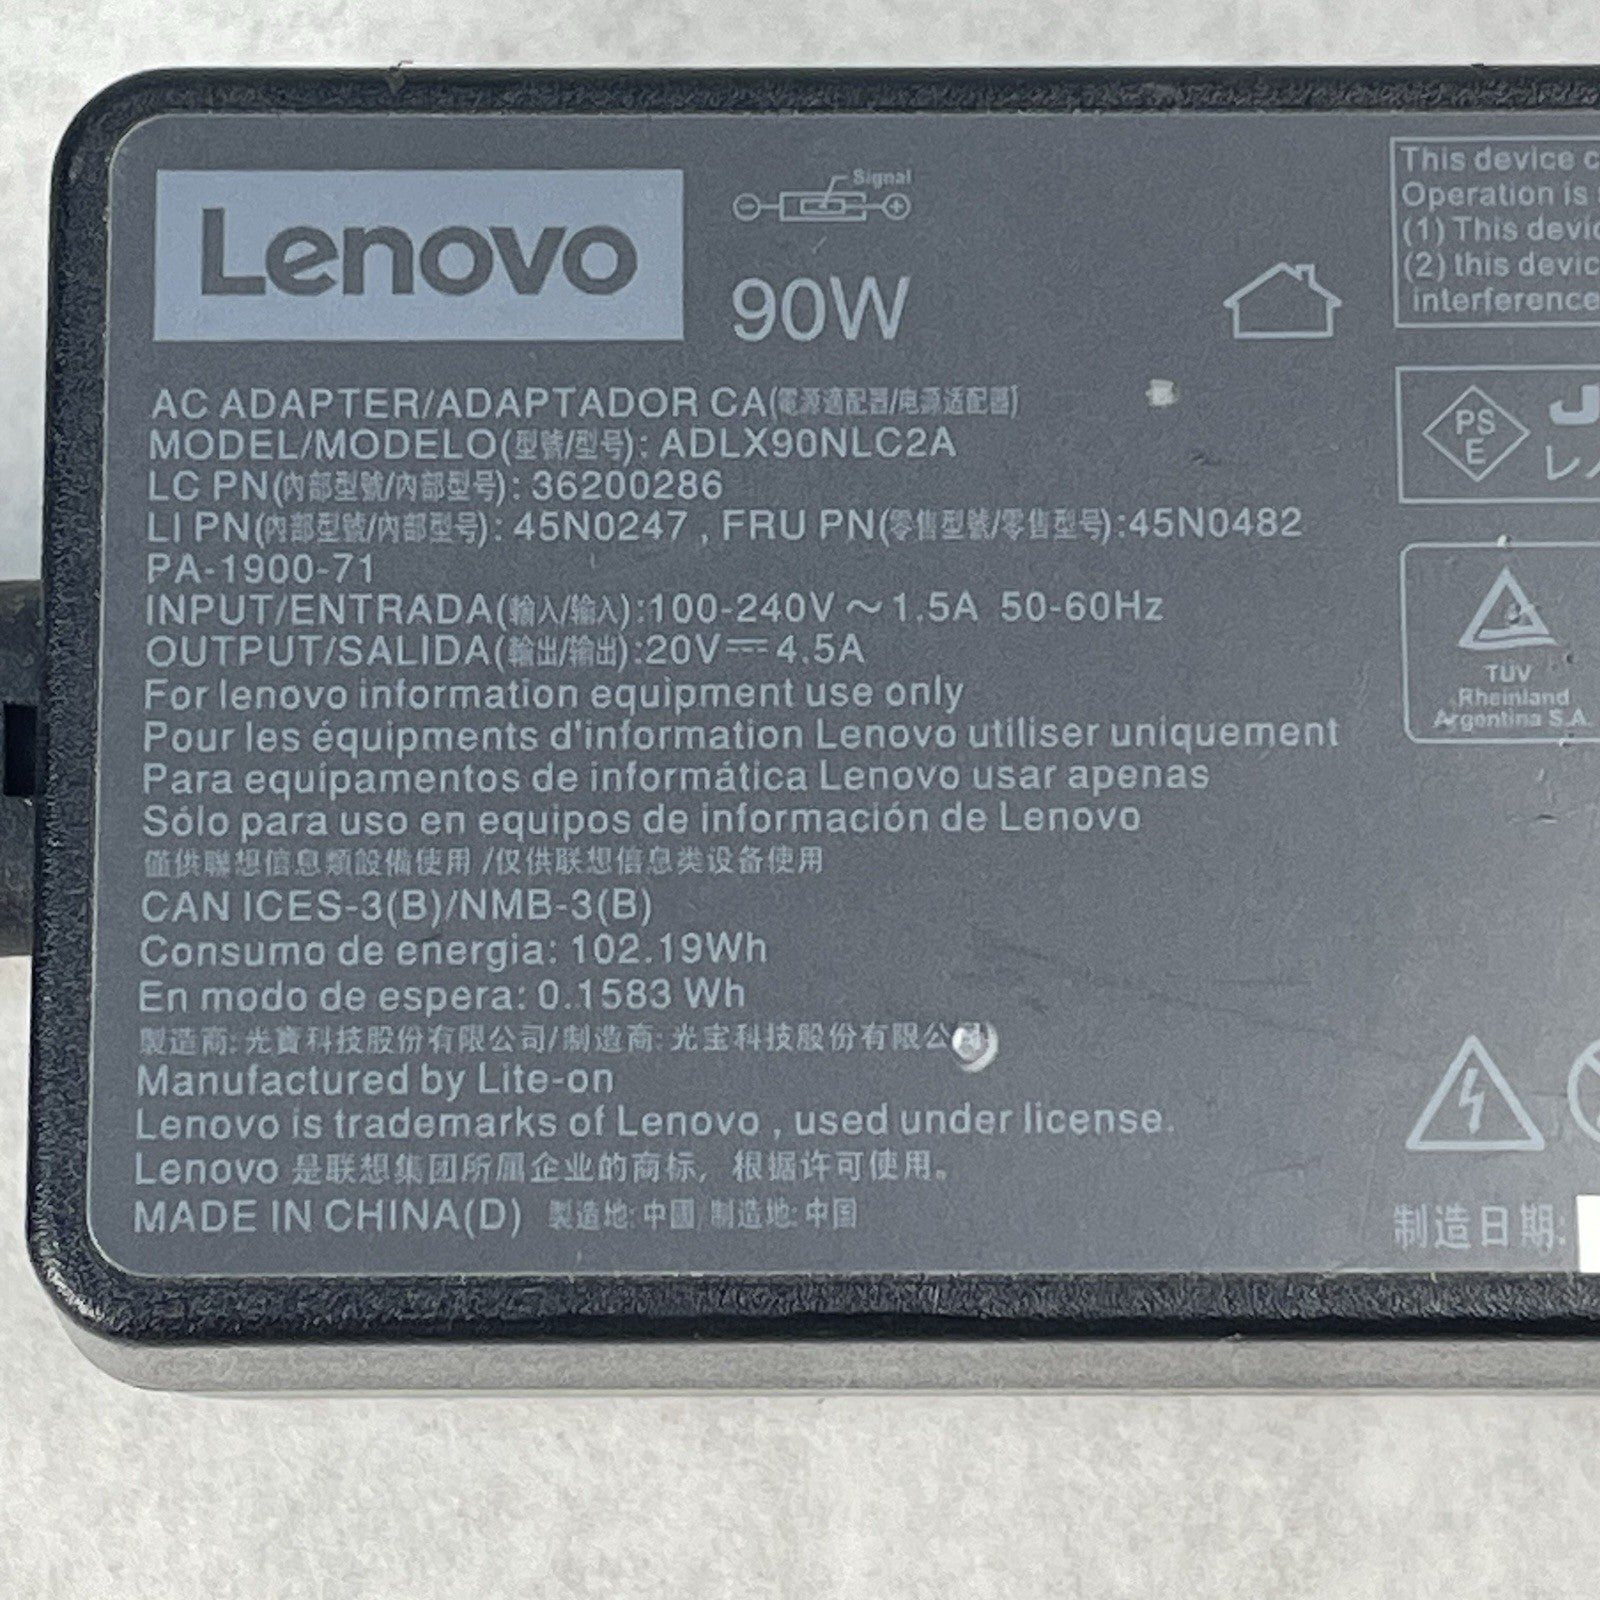 Lenovo
Signal
90W
AC ADAPTER/ADAPTADOR CA(電源適配器/电源适配器)
MODEL/MODELO(型號/型号): ADLX90NLC2A
LC PN(內部型號/內部型号): 36200286
LI PN(內部型號/內部型号): 45N0247 , FRU PN(零售型號/零售型号):45N0482
PA-1900-71
INPUT/ENTRADA(輸入/输入):100-240V ~ 1.5A 50-60Hz
OUTPUT/SALIDA(輸出/输出):20V⎓4.5A
For lenovo information equipment use only
Pour les équipments d'information Lenovo utiliser uniquement
Para equipamentos de informática Lenovo usar apenas
Sólo para uso en equipos de información de Lenovo
僅供聯想信息類設備使用 /仅供联想信息类设备使用
CAN ICES-3(B)/NMB-3(B)
Consumo de energia: 102.19Wh
En modo de espera: 0.1583 Wh
製造商: 光寶科技股份有限公司/制造商: 光宝科技股份有限公
Manufactured by Lite-on
Lenovo is trademarks of Lenovo , used under license.
Lenovo 是联想集团所属企业的商标，根据许可使用。
MADE IN CHINA(D) 製造地: 中國/制造地: 中国
This device
Operation is
(1) This
(2) this
interference
PS
E
TÜV
Rheinland
Argentina S.A.
制造日期: